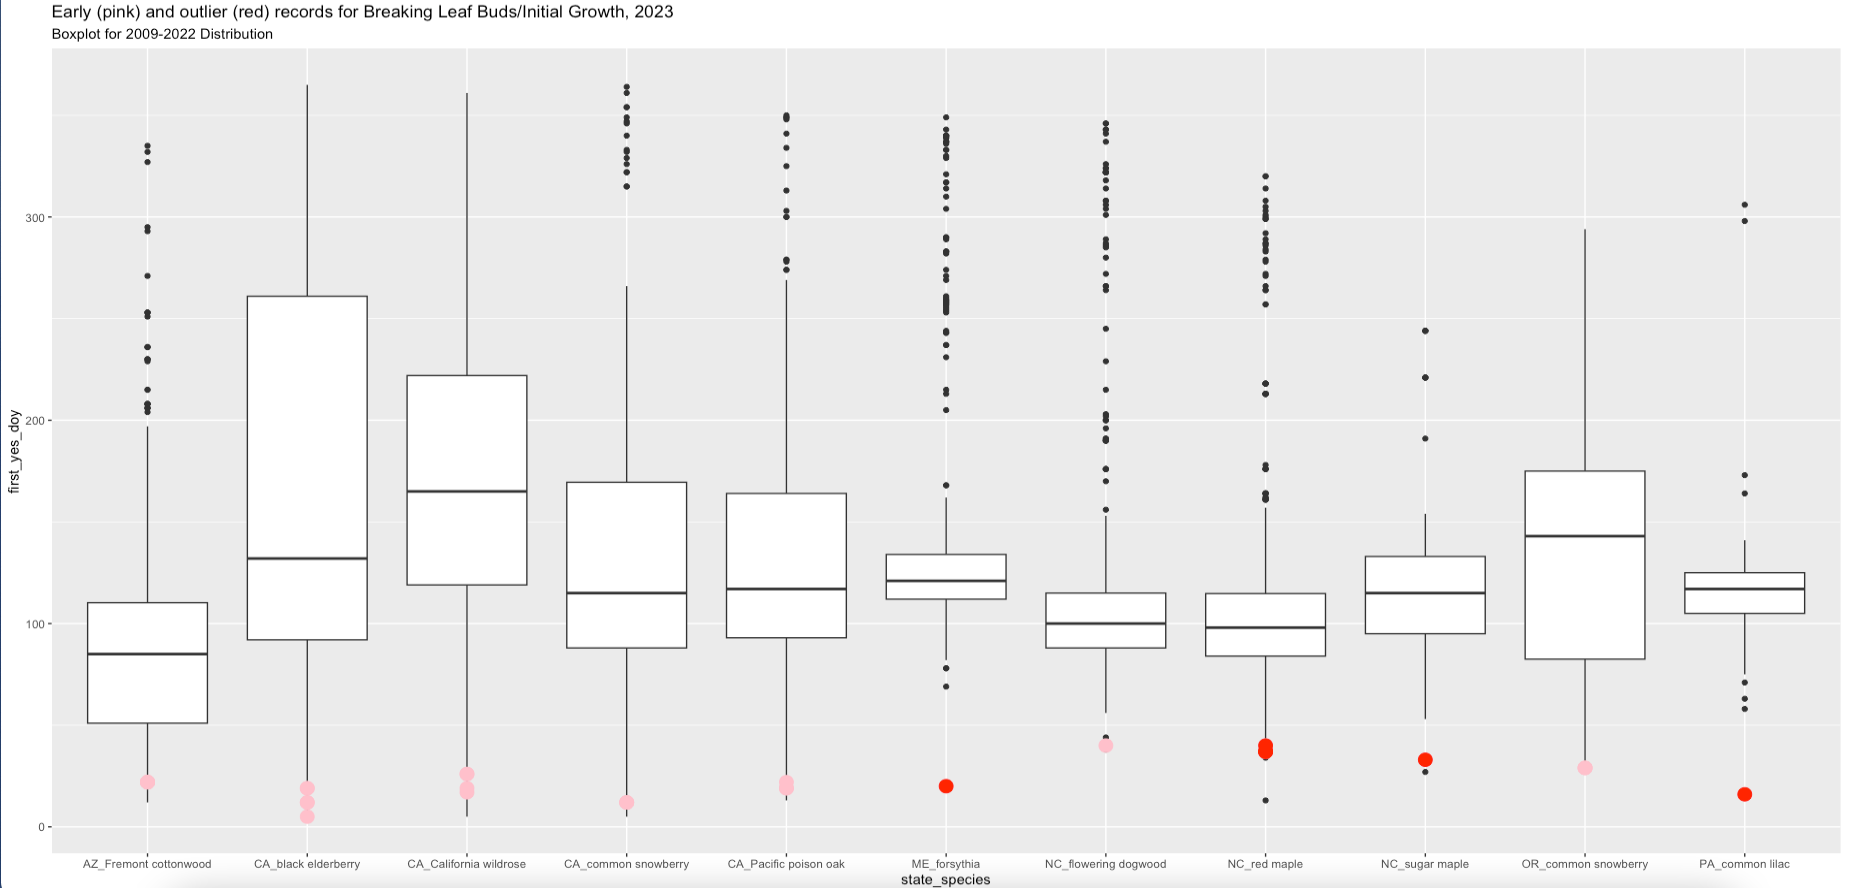 Early (pink) and outlier (red) records for Breaking Leaf Buds/Initial Growth, 2023
Boxplot for 2009-2022 Distribution
first_yes_doy
300
200
100
0
AZ_Fremont cottonwood CA_black elderberry CA_California wildrose CA_common snowberry CA_Pacific poison oak ME_forsythia NC_flowering dogwood NC_red maple NC_sugar maple OR_common snowberry PA_common lilac
state_species